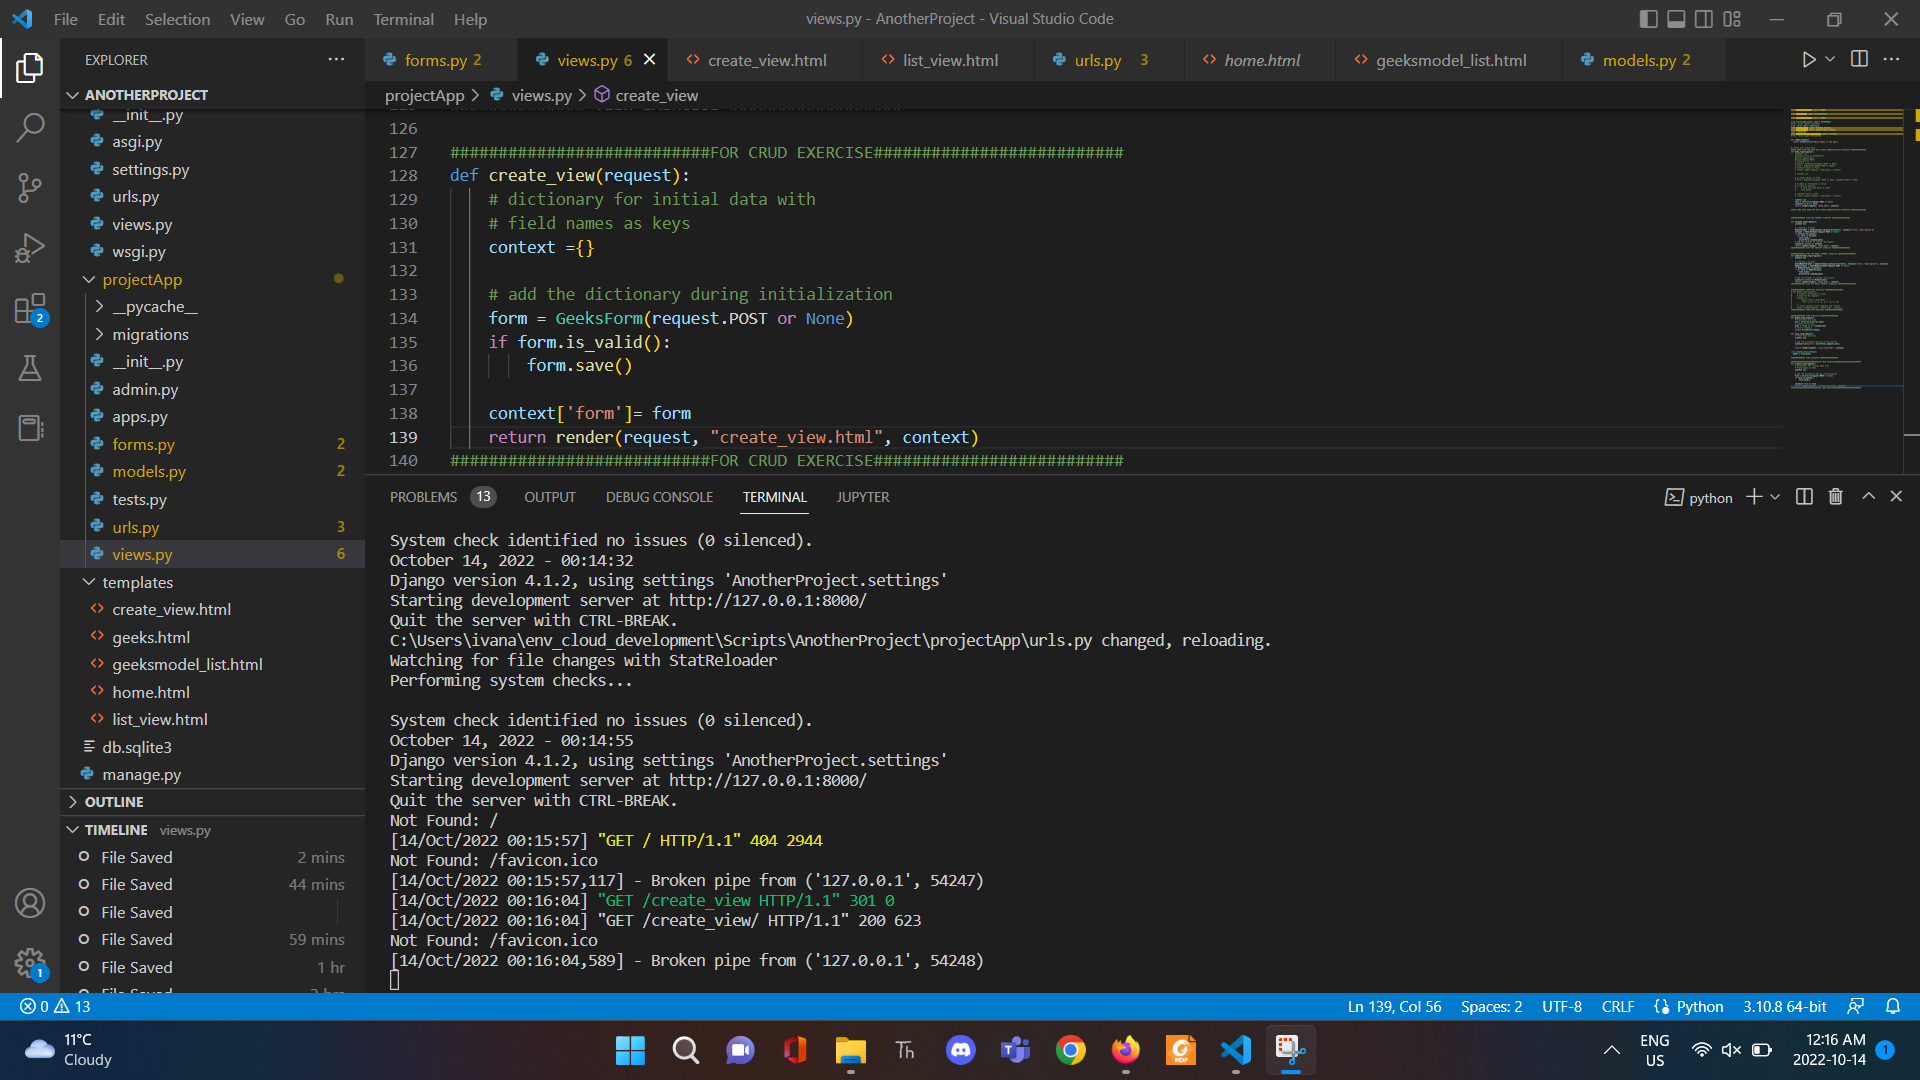 File Edit Selection View Go Run Terminal Help
views.py - AnotherProject - Visual Studio Code
EXPLORER
ANOTHERPROJECT
__init__.py
asgi.py
settings.py
urls.py
views.py
wsgi.py
projectApp
__pycache__
migrations
__init__.py
admin.py
apps.py
forms.py 2
models.py 2
tests.py
urls.py 3
views.py 6
templates
create_view.html
geeks.html
geeksmodel_list.html
home.html
list_view.html
db.sqlite3
manage.py
OUTLINE
TIMELINE views.py
File Saved 2 mins
File Saved 44 mins
File Saved
File Saved 59 mins
File Saved 1 hr
2
1
forms.py 2 views.py 6 create_view.html list_view.html urls.py 3 home.html geeksmodel_list.html models.py 2
projectApp > views.py > create_view
126
127 ###########################FOR CRUD EXERCISE##########################
128 def create_view(request):
129 # dictionary for initial data with
130 # field names as keys
131 context ={}
132
133 # add the dictionary during initialization
134 form = GeeksForm(request.POST or None)
135 if form.is_valid():
136 form.save()
137
138 context['form']= form
139 return render(request, "create_view.html", context)
140 ###########################FOR CRUD EXERCISE##########################
PROBLEMS 13 OUTPUT DEBUG CONSOLE TERMINAL JUPYTER
python
System check identified no issues (0 silenced).
October 14, 2022 - 00:14:32
Django version 4.1.2, using settings 'AnotherProject.settings'
Starting development server at http://127.0.0.1:8000/
Quit the server with CTRL-BREAK.
C:\Users\ivana\env_cloud_development\Scripts\AnotherProject\projectApp\urls.py changed, reloading.
Watching for file changes with StatReloader
Performing system checks...
System check identified no issues (0 silenced).
October 14, 2022 - 00:14:55
Django version 4.1.2, using settings 'AnotherProject.settings'
Starting development server at http://127.0.0.1:8000/
Quit the server with CTRL-BREAK.
Not Found: /
[14/Oct/2022 00:15:57] "GET / HTTP/1.1" 404 2944
Not Found: /favicon.ico
[14/Oct/2022 00:15:57,117] - Broken pipe from ('127.0.0.1', 54247)
[14/Oct/2022 00:16:04] "GET /create_view HTTP/1.1" 301 0
[14/Oct/2022 00:16:04] "GET /create_view/ HTTP/1.1" 200 623
Not Found: /favicon.ico
[14/Oct/2022 00:16:04,589] - Broken pipe from ('127.0.0.1', 54248)
0 13
Ln 139, Col 56 Spaces: 2 UTF-8 CRLF Python 3.10.8 64-bit
11°C
Cloudy
Th
ENG
US
12:16 AM
2022-10-14
1